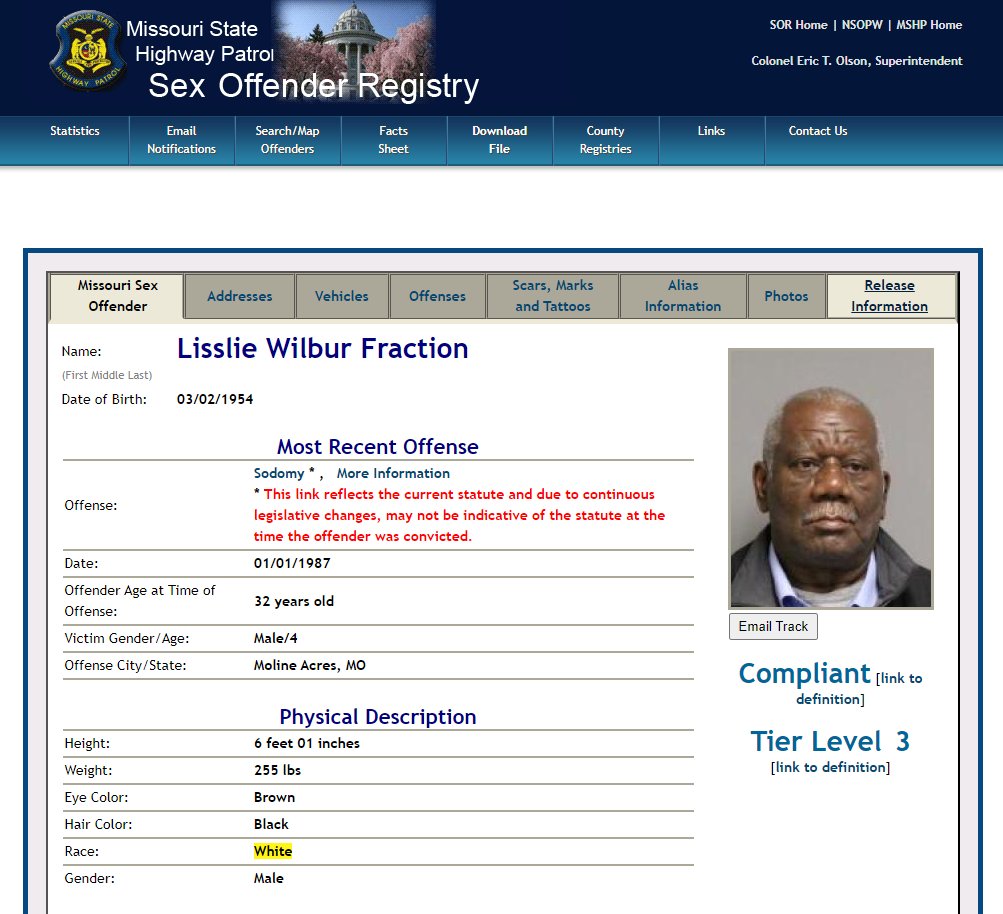 Missouri State
Highway Patrol
Sex Offender Registry
MISSOURI STATE
HIGHWAY PATROL
SOR Home | NSOPW | MSHP Home
Colonel Eric T. Olson, Superintendent
Statistics
Email
Notifications
Search/Map
Offenders
Facts
Sheet
Download
File
County
Registries
Links
Contact Us
Missouri Sex
Offender
Addresses
Vehicles
Offenses
Scars, Marks
and Tattoos
Alias
Information
Photos
Release
Information
Name:
Lisslie Wilbur Fraction
(First Middle Last)
Date of Birth: 03/02/1954
Most Recent Offense
Offense:
Sodomy * , More Information
* This link reflects the current statute and due to continuous
legislative changes, may not be indicative of the statute at the
time the offender was convicted.
Date: 01/01/1987
Offender Age at Time of
Offense:
32 years old
Victim Gender/Age: Male/4
Offense City/State: Moline Acres, MO
Physical Description
Height: 6 feet 01 inches
Weight: 255 lbs
Eye Color: Brown
Hair Color: Black
Race: White
Gender: Male
Email Track
Compliant [link to
definition]
Tier Level 3
[link to definition]